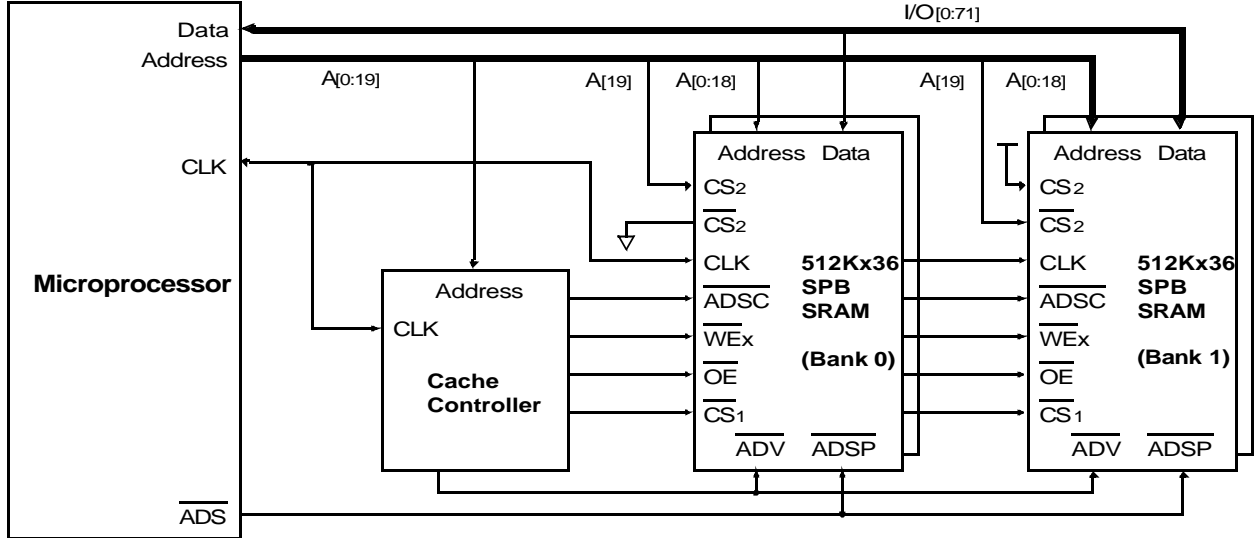 I/O[0:71]
Data
Address
A[0:19]
A[19]
A[0:18]
A[19]
A[0:18]
CLK
Microprocessor
ADS
Address
CLK
Cache
Controller
Address Data
CS2
CS2
CLK
ADSC
WEx
OE
CS1
ADV ADSP
512Kx36
SPB
SRAM
(Bank 0)
Address Data
CS2
CS2
CLK
ADSC
WEx
OE
CS1
ADV ADSP
512Kx36
SPB
SRAM
(Bank 1)